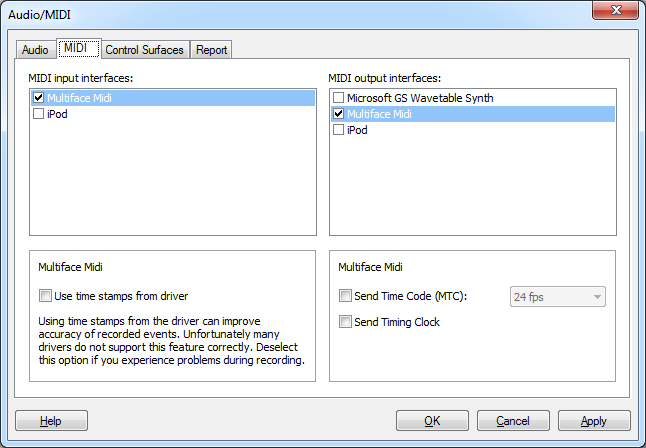 Audio/MIDI
Audio MIDI Control Surfaces Report
MIDI input interfaces:
Multiface Midi
iPod
MIDI output interfaces:
Microsoft GS Wavetable Synth
Multiface Midi
iPod
Multiface Midi
Use time stamps from driver
Using time stamps from the driver can improve
accuracy of recorded events. Unfortunately many
drivers do not support this feature correctly. Deselect
this option if you experience problems during recording.
Multiface Midi
Send Time Code (MTC): 24 fps
Send Timing Clock
Help OK Cancel Apply